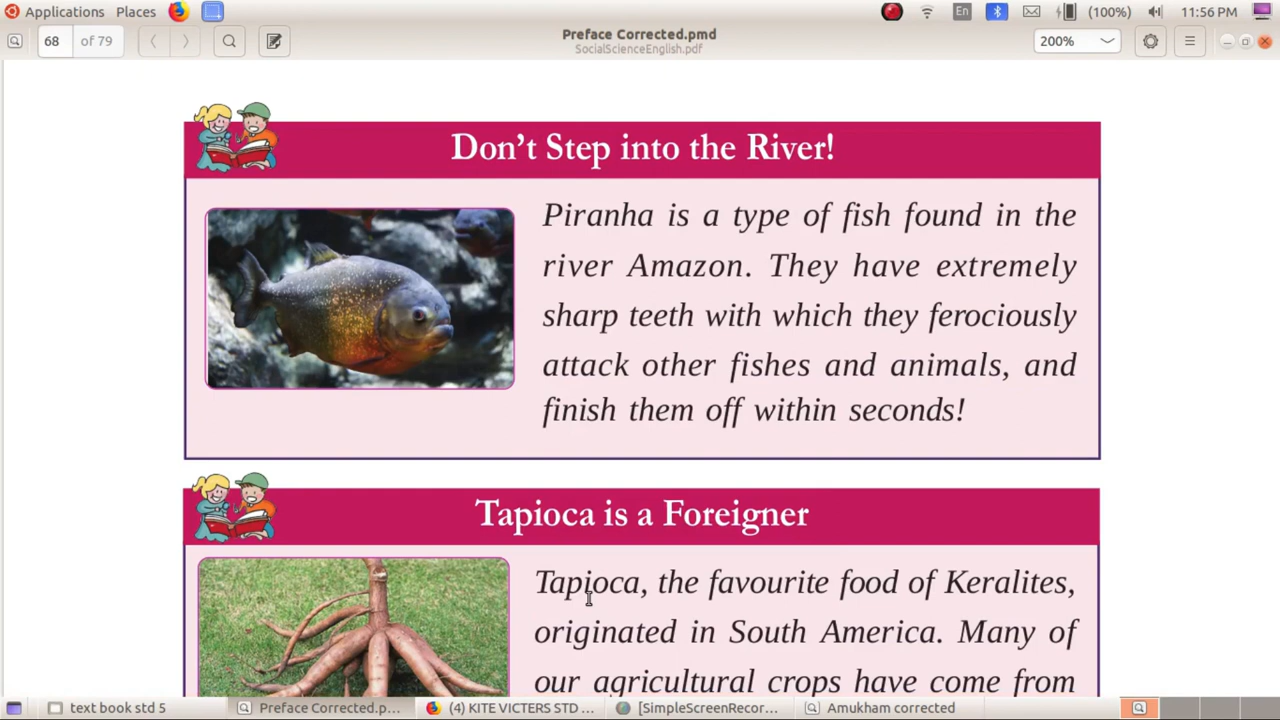 Applications Places En (100%) 11:56 PM
68 of 79 Preface Corrected.pmd 200%
SocialScienceEnglish.pdf
Don't Step into the River!
Piranha is a type of fish found in the
river Amazon. They have extremely
sharp teeth with which they ferociously
attack other fishes and animals, and
finish them off within seconds!
Tapioca is a Foreigner
Tapioca, the favourite food of Keralites,
originated in South America. Many of
our agricultural crops have come from
text book std 5 Preface Corrected.p... (4) KITE VICTERS STD ... [SimpleScreenRecor... Amukham corrected